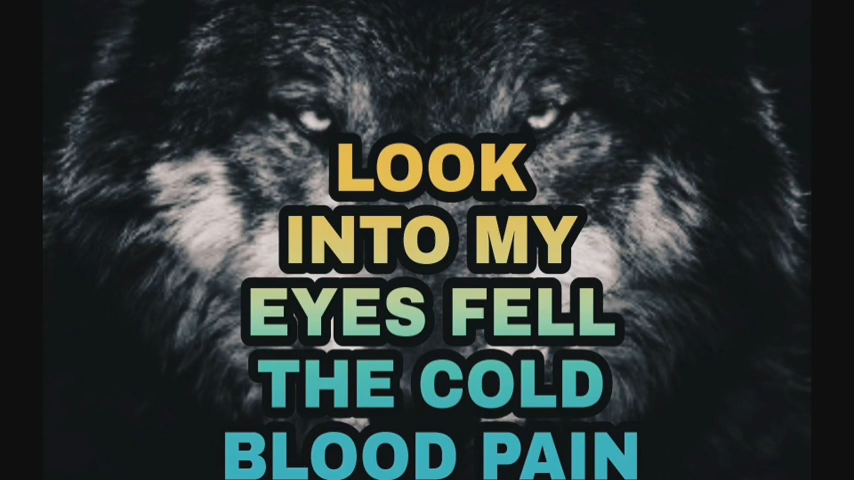 LOOK
INTO MY
EYES FELL
THE COLD
BLOOD PAIN